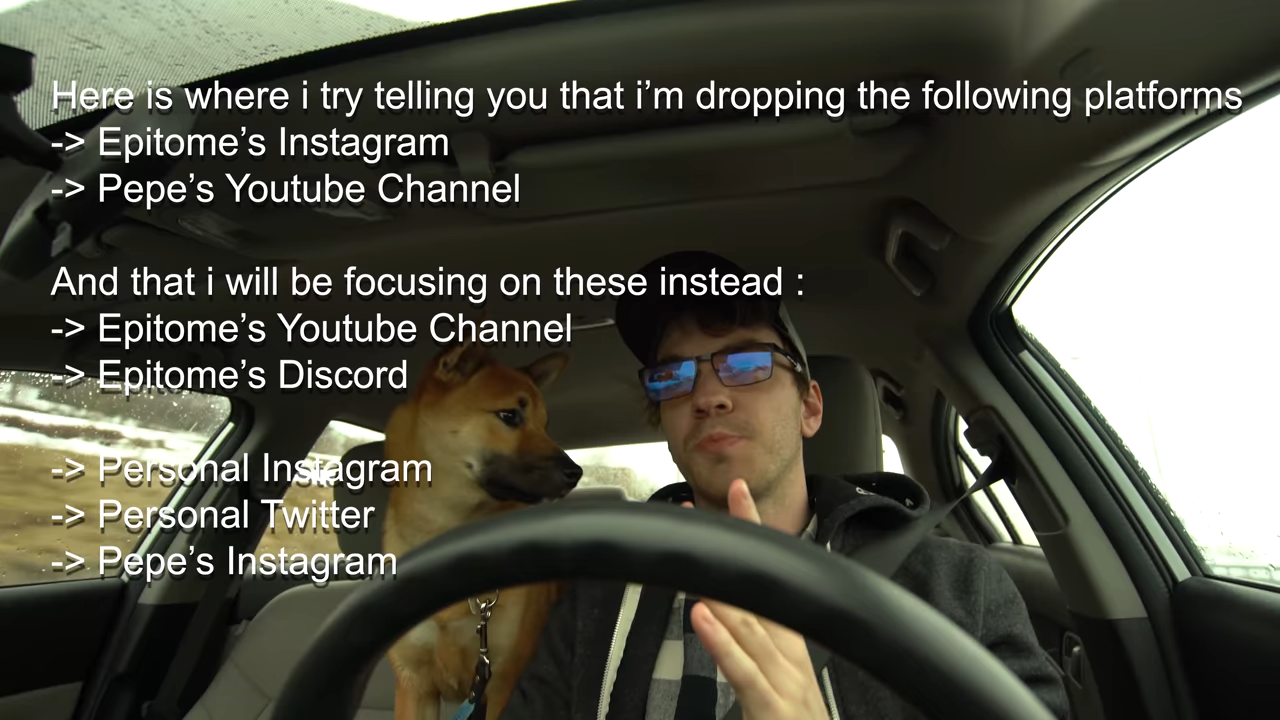 Here is where i try telling you that i’m dropping the following platforms
-> Epitome’s Instagram
-> Pepe’s Youtube Channel
And that i will be focusing on these instead :
-> Epitome’s Youtube Channel
-> Epitome’s Discord
-> Personal Instagram
-> Personal Twitter
-> Pepe’s Instagram